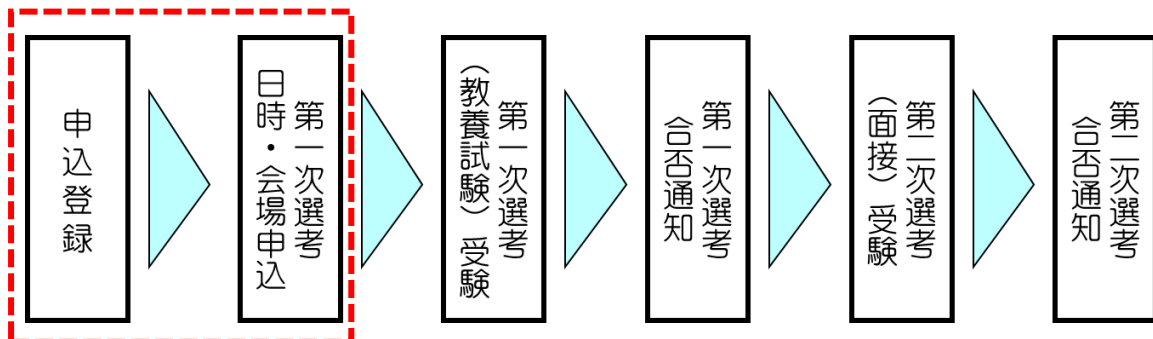 申込登録
第一次選考
日時・会場申込
第一次選考
（教養試験）受験
第一次選考
合否通知
第二次選考
（面接）受験
第二次選考
合否通知